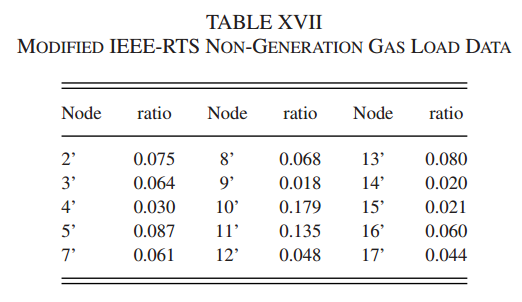 TABLE XVII
MODIFIED IEEE-RTS NON-GENERATION GAS LOAD DATA
Node ratio Node ratio Node ratio
2’ 0.075 8’ 0.068 13’ 0.080
3’ 0.064 9’ 0.018 14’ 0.020
4’ 0.030 10’ 0.179 15’ 0.021
5’ 0.087 11’ 0.135 16’ 0.060
7’ 0.061 12’ 0.048 17’ 0.044